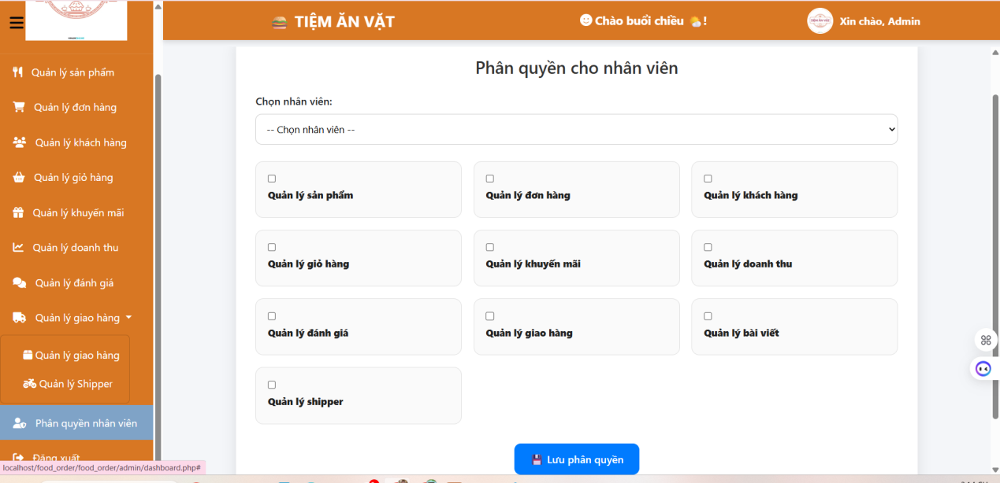 TIỆM ĂN VẶT
Chào buổi chiều !
Xin chào, Admin
Quản lý sản phẩm
Quản lý đơn hàng
Quản lý khách hàng
Quản lý giỏ hàng
Quản lý khuyến mãi
Quản lý doanh thu
Quản lý đánh giá
Quản lý giao hàng
Quản lý giao hàng
Quản lý Shipper
Phân quyền nhân viên
Đăng xuất
localhost/food_order/food_order/admin/dashboard.php#
Phân quyền cho nhân viên
Chọn nhân viên:
-- Chọn nhân viên --
Quản lý sản phẩm
Quản lý đơn hàng
Quản lý khách hàng
Quản lý giỏ hàng
Quản lý khuyến mãi
Quản lý doanh thu
Quản lý đánh giá
Quản lý giao hàng
Quản lý bài viết
Quản lý shipper
Lưu phân quyền